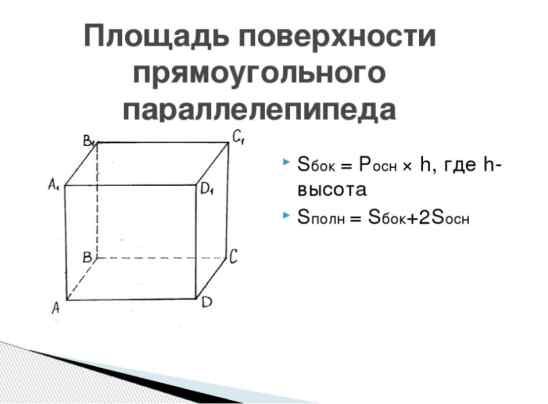 Площадь поверхности
прямоугольного
параллелепипеда
B₁
C₁
A₁
D₁
B
C
A
D
Sбок = Pосн × h, где h-
высота
Sполн = Sбок+2Sосн